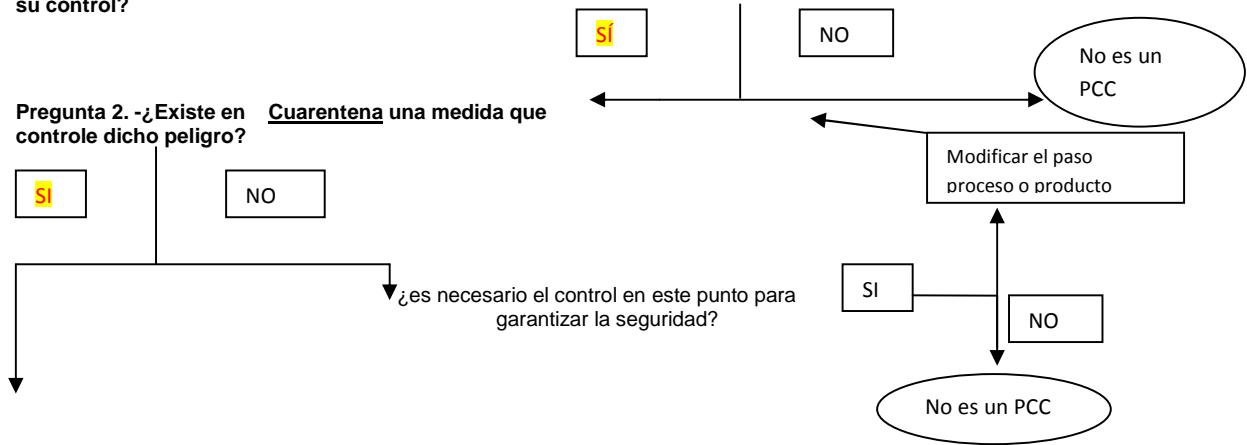 su control?
SÍ
NO
No es un
PCC
Pregunta 2. -¿Existe en Cuarentena una medida que
controle dicho peligro?
Modificar el paso
proceso o producto
SI
NO
¿es necesario el control en este punto para
garantizar la seguridad?
SI
NO
No es un PCC